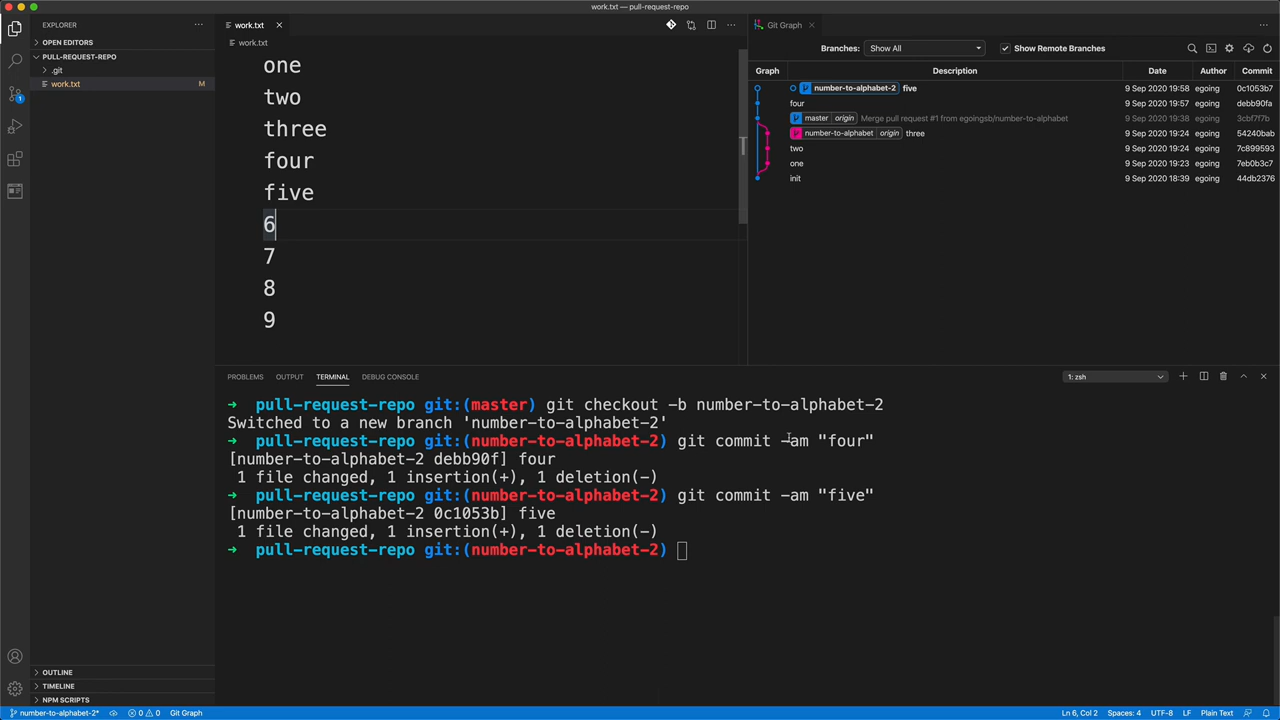 work.txt — pull-request-repo
EXPLORER
OPEN EDITORS
PULL-REQUEST-REPO
.git
work.txt M
1
OUTLINE
TIMELINE
NPM SCRIPTS
work.txt
work.txt
one
two
three
four
five
6
7
8
9
Git Graph
Branches: Show All Show Remote Branches
Graph Description Date Author Commit
number-to-alphabet-2 five 9 Sep 2020 19:58 egoing 0c1053b7
four 9 Sep 2020 19:57 egoing debb90fa
master origin Merge pull request #1 from egoingsb/number-to-alphabet 9 Sep 2020 19:38 egoing 3cbf7f7b
number-to-alphabet origin three 9 Sep 2020 19:24 egoing 54240bab
two 9 Sep 2020 19:24 egoing 7c899593
one 9 Sep 2020 19:23 egoing 7eb0b3c7
init 9 Sep 2020 18:39 egoing 44db2376
PROBLEMS OUTPUT TERMINAL DEBUG CONSOLE 1: zsh
➜ pull-request-repo git:(master) git checkout -b number-to-alphabet-2
Switched to a new branch 'number-to-alphabet-2'
➜ pull-request-repo git:(number-to-alphabet-2) git commit -am "four"
[number-to-alphabet-2 debb90f] four
1 file changed, 1 insertion(+), 1 deletion(-)
➜ pull-request-repo git:(number-to-alphabet-2) git commit -am "five"
[number-to-alphabet-2 0c1053b] five
1 file changed, 1 insertion(+), 1 deletion(-)
➜ pull-request-repo git:(number-to-alphabet-2)
number-to-alphabet-2* 0 0 Git Graph Ln 6, Col 2 Spaces: 4 UTF-8 LF Plain Text